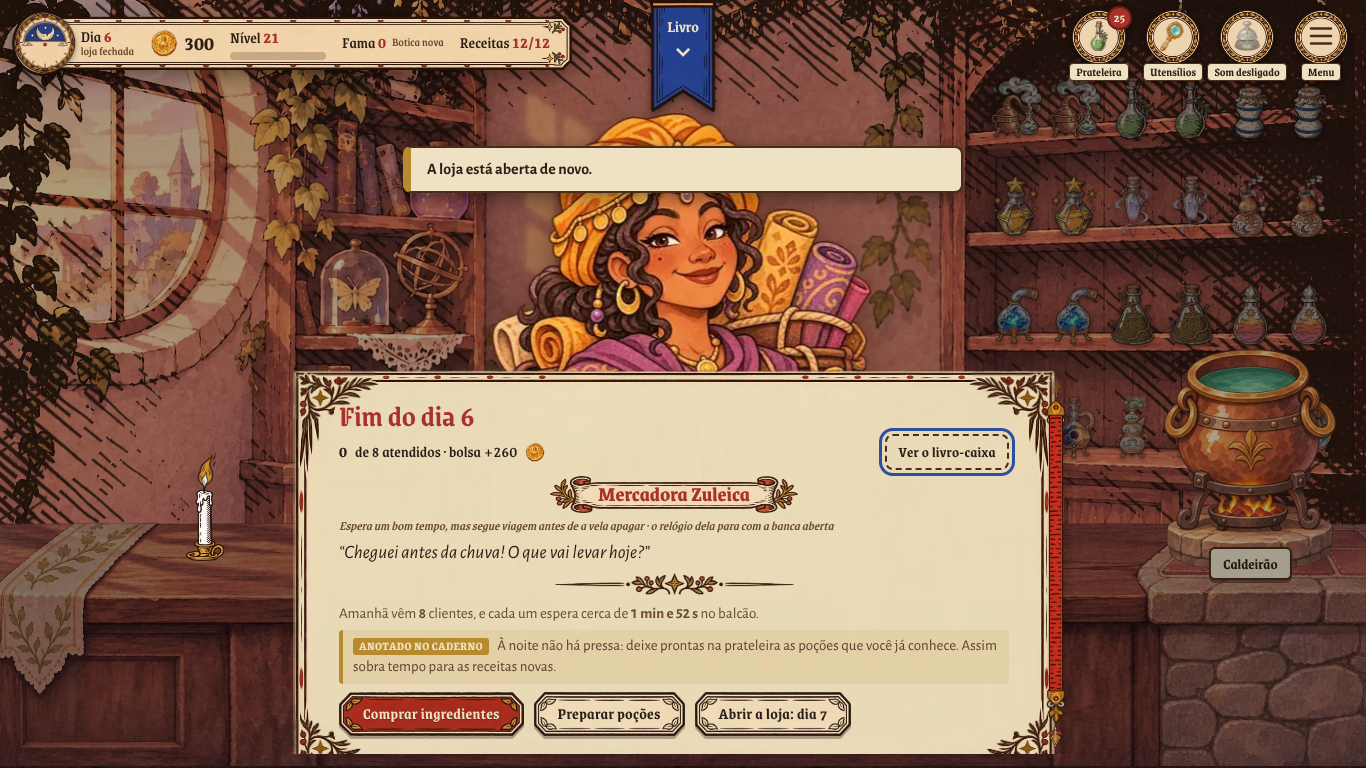 Dia 6
loja fechada
300
Nível 21
Fama 0 Botica nova
Receitas 12/12
Livro
25
Prateleira
Utensílios
Som desligado
Menu
A loja está aberta de novo.
Fim do dia 6
0 de 8 atendidos · bolsa +260
Ver o livro-caixa
Mercadora Zuleica
Espera um bom tempo, mas segue viagem antes de a vela apagar · o relógio dela para com a banca aberta
“Cheguei antes da chuva! O que vai levar hoje?”
Amanhã vêm 8 clientes, e cada um espera cerca de 1 min e 52 s no balcão.
ANOTADO NO CADERNO À noite não há pressa: deixe prontas na prateleira as poções que você já conhece. Assim
sobra tempo para as receitas novas.
Comprar ingredientes
Preparar poções
Abrir a loja: dia 7
Caldeirão